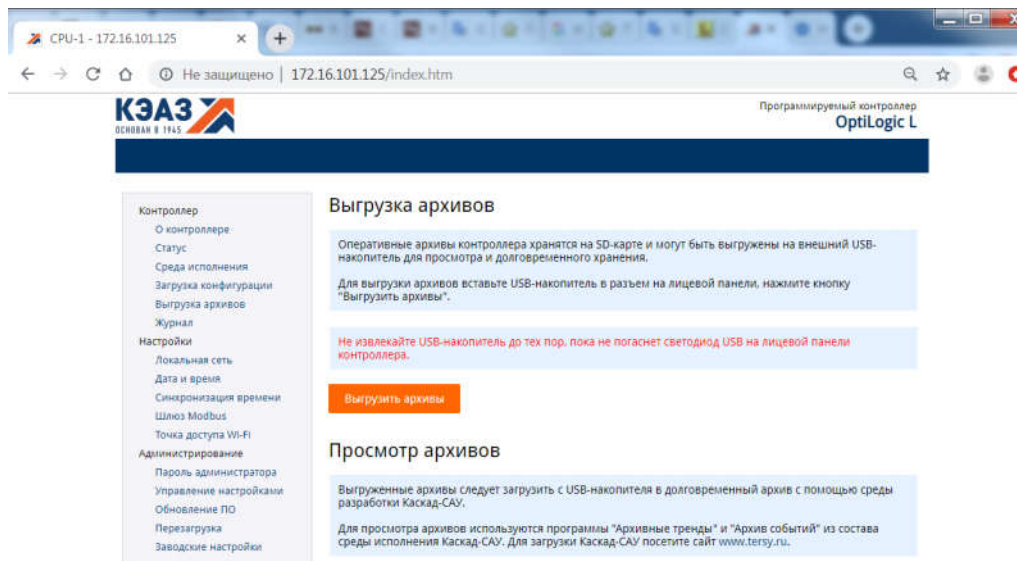 CPU-1 - 172.16.101.125
Не защищено | 172.16.101.125/index.htm
КЭАЗ
ОСНОВАН В 1945
Программируемый контроллер
OptiLogic L
Контроллер
О контроллере
Статус
Среда исполнения
Загрузка конфигурации
Выгрузка архивов
Журнал
Настройки
Локальная сеть
Дата и время
Синхронизация времени
Шлюз Modbus
Точка доступа Wi-Fi
Администрирование
Пароль администратора
Управление настройками
Обновление ПО
Перезагрузка
Заводские настройки
Выгрузка архивов
Оперативные архивы контроллера хранятся на SD-карте и могут быть выгружены на внешний USB-
накопитель для просмотра и долговременного хранения.
Для выгрузки архивов вставьте USB-накопитель в разъем на лицевой панели, нажмите кнопку
"Выгрузить архивы".
Не извлекайте USB-накопитель до тех пор, пока не погаснет светодиод USB на лицевой панели
контроллера.
Выгрузить архивы
Просмотр архивов
Выгруженные архивы следует загрузить с USB-накопителя в долговременный архив с помощью среды
разработки Каскад-САУ.
Для просмотра архивов используются программы "Архивные тренды" и "Архив событий" из состава
среды исполнения Каскад-САУ. Для загрузки Каскад-САУ посетите сайт www.tersy.ru.